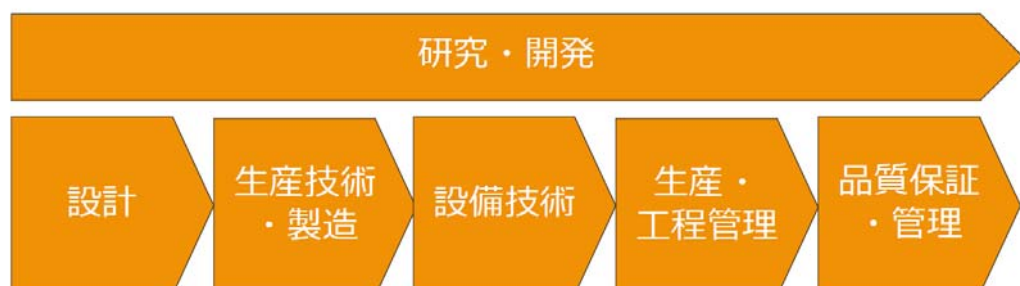 研究・開発
設計
生産技術
・製造
設備技術
生産・
工程管理
品質保証
・管理